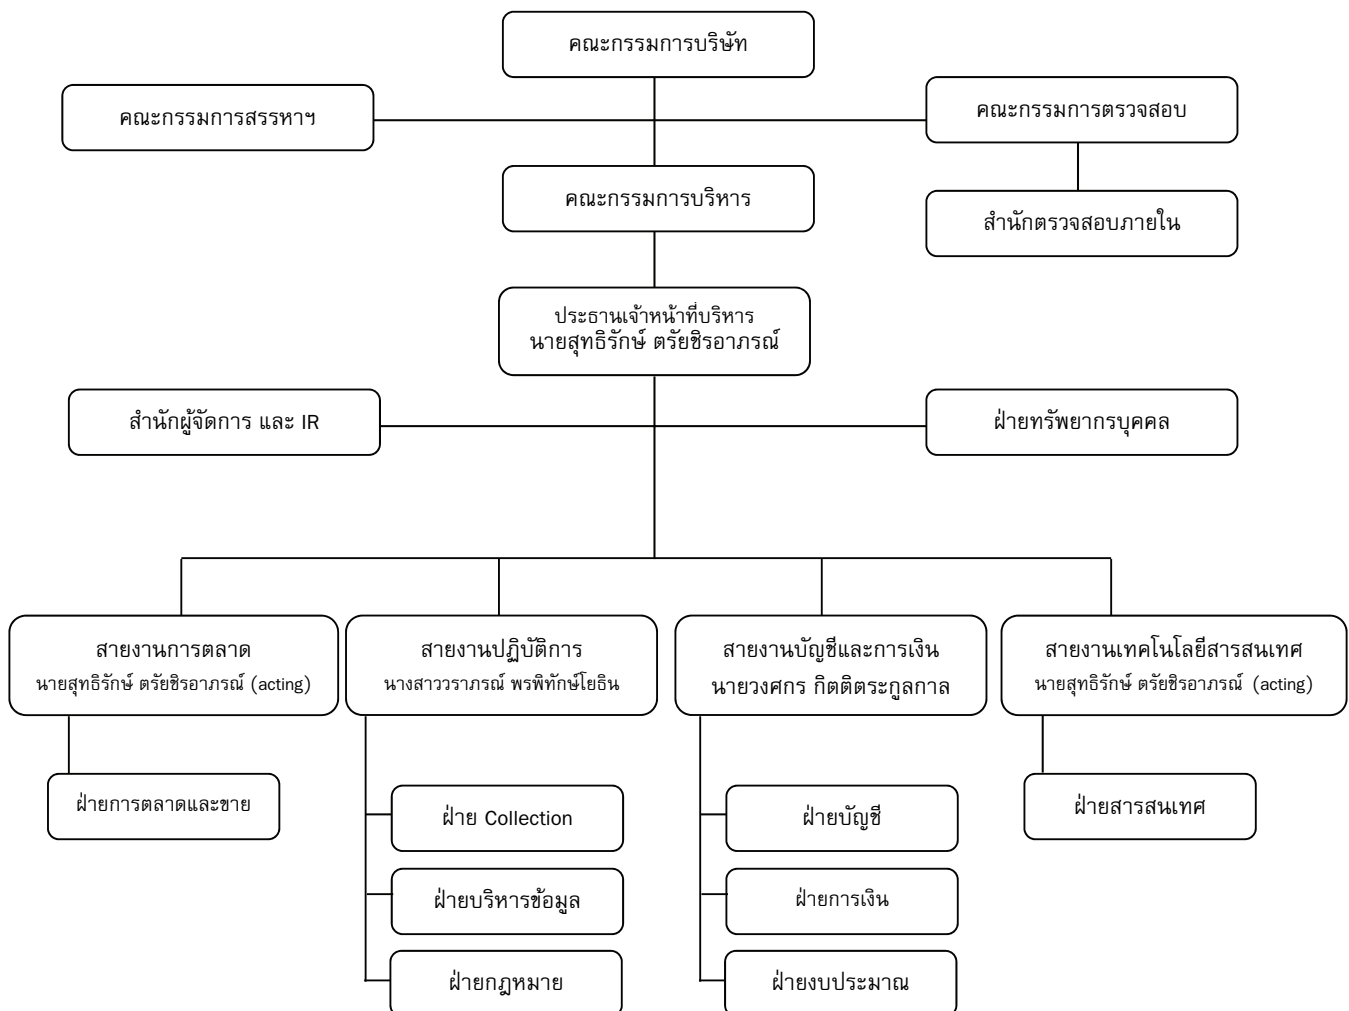 คณะกรรมการบริษัท
คณะกรรมการสรรหาฯ
คณะกรรมการตรวจสอบ
คณะกรรมการบริหาร
สำนักตรวจสอบภายใน
ประธานเจ้าหน้าที่บริหาร
นายสุทธิรักษ์ ตรัยชิรอาภรณ์
สำนักผู้จัดการ และ IR
ฝ่ายทรัพยากรบุคคล
สายงานการตลาด
นายสุทธิรักษ์ ตรัยชิรอาภรณ์ (acting)
สายงานปฏิบัติการ
นางสาววราภรณ์ พรพิทักษ์โยธิน
สายงานบัญชีและการเงิน
นายวงศกร กิตติตระกูลกาล
สายงานเทคโนโลยีสารสนเทศ
นายสุทธิรักษ์ ตรัยชิรอาภรณ์ (acting)
ฝ่ายการตลาดและขาย
ฝ่าย Collection
ฝ่ายบริหารข้อมูล
ฝ่ายกฎหมาย
ฝ่ายบัญชี
ฝ่ายการเงิน
ฝ่ายงบประมาณ
ฝ่ายสารสนเทศ